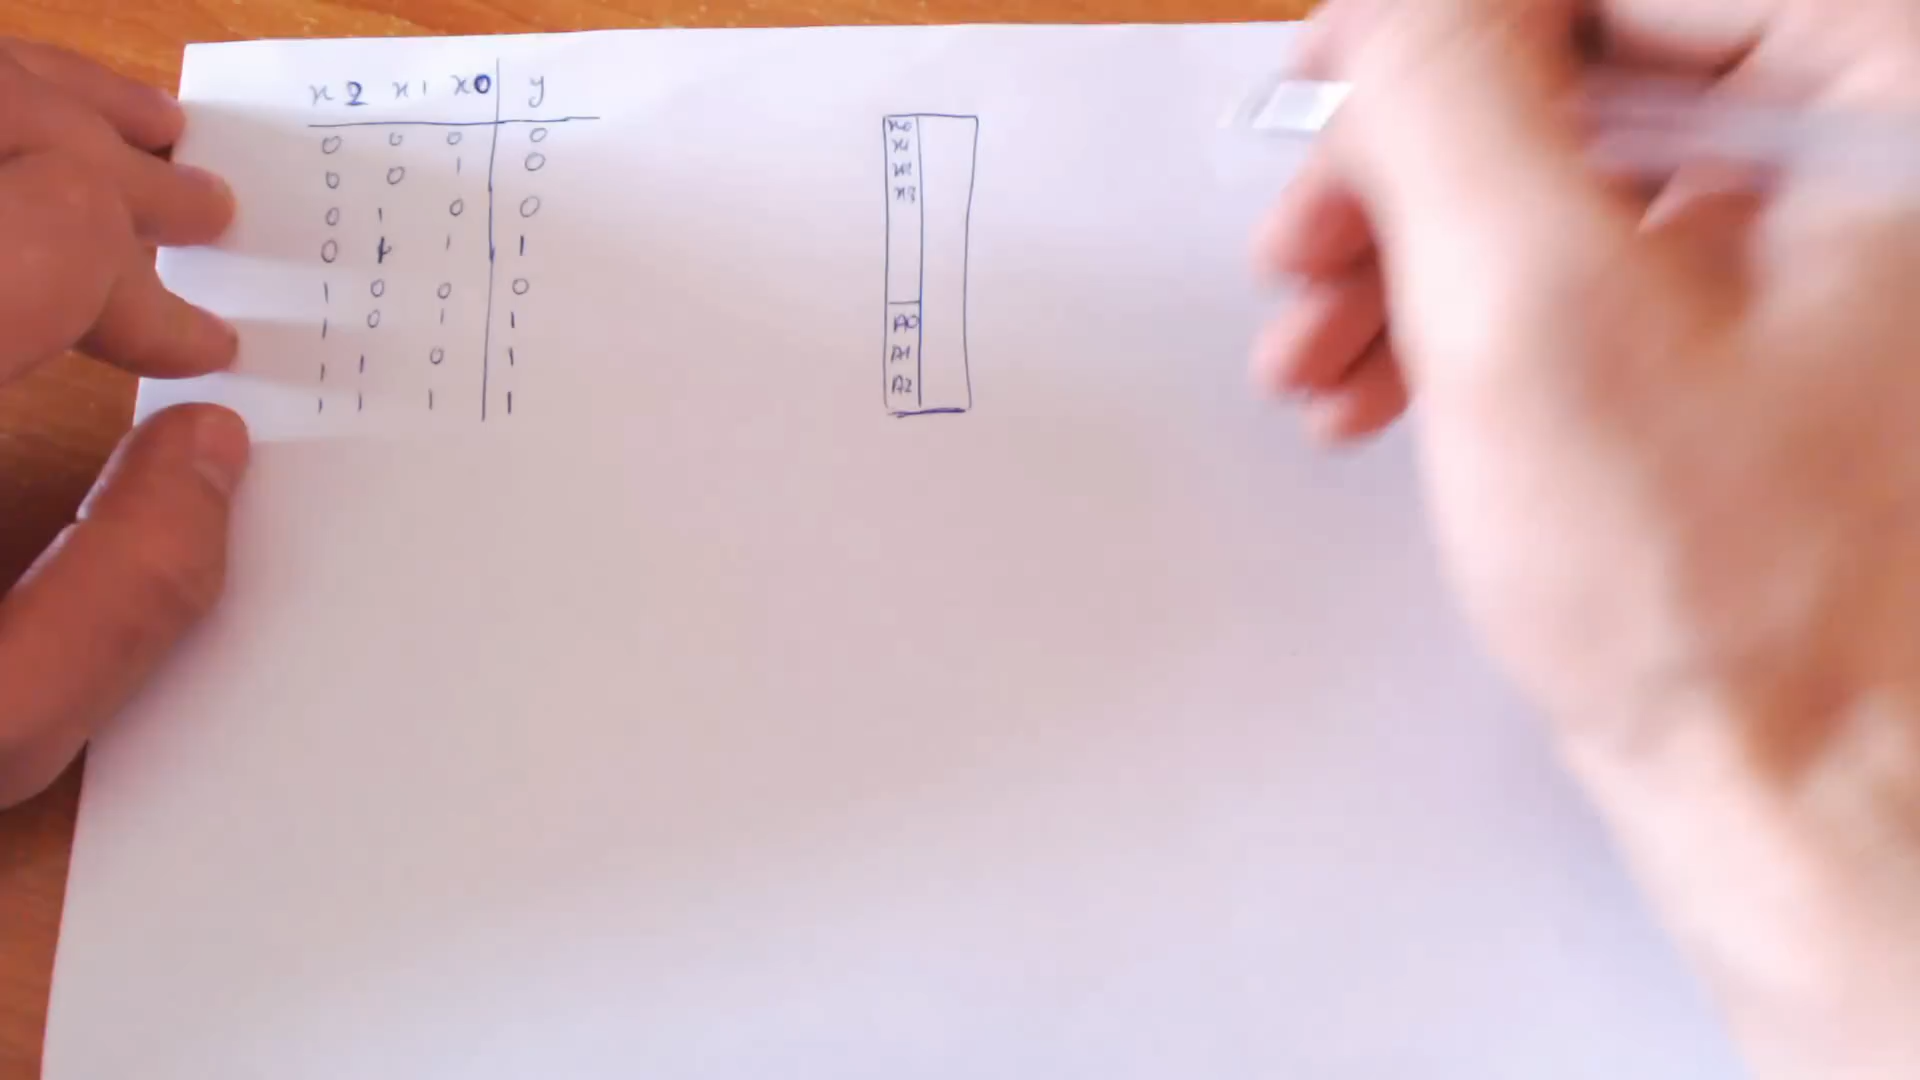 x2 x1 x0 y
0 0 0 0
0 0 1 0
0 1 0 0
0 1 1 1
1 0 0 0
1 0 1 1
1 1 0 1
1 1 1 1
x0
x1
x2
x3
A0
A1
A2